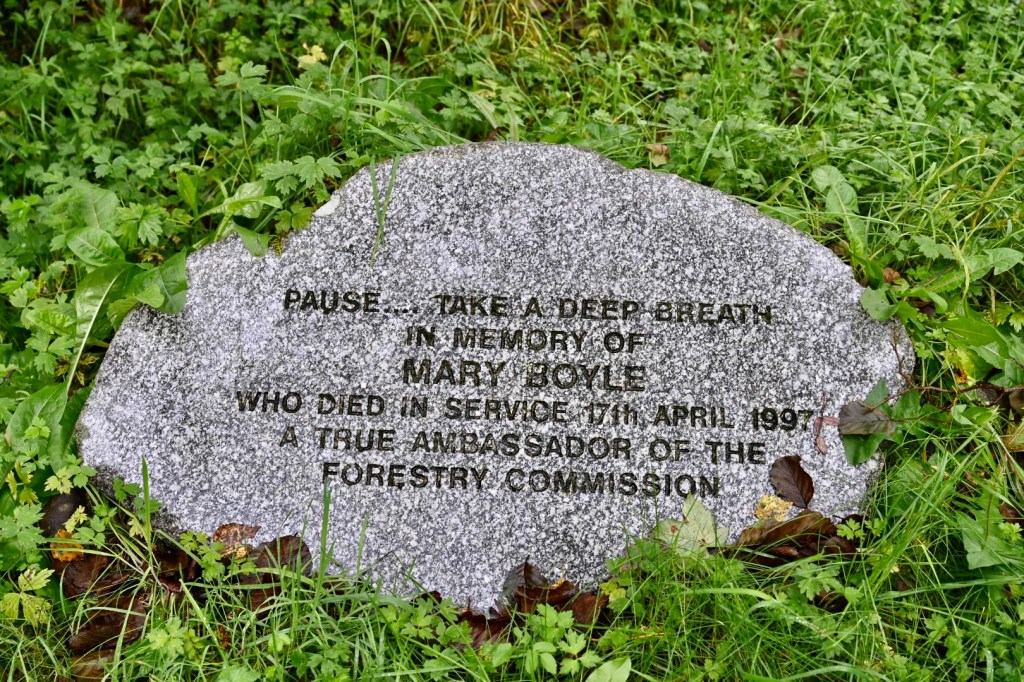 PAUSE.... TAKE A DEEP BREATH
IN MEMORY OF
MARY BOYLE
WHO DIED IN SERVICE 17th APRIL 1997
A TRUE AMBASSADOR OF THE
FORESTRY COMMISSION